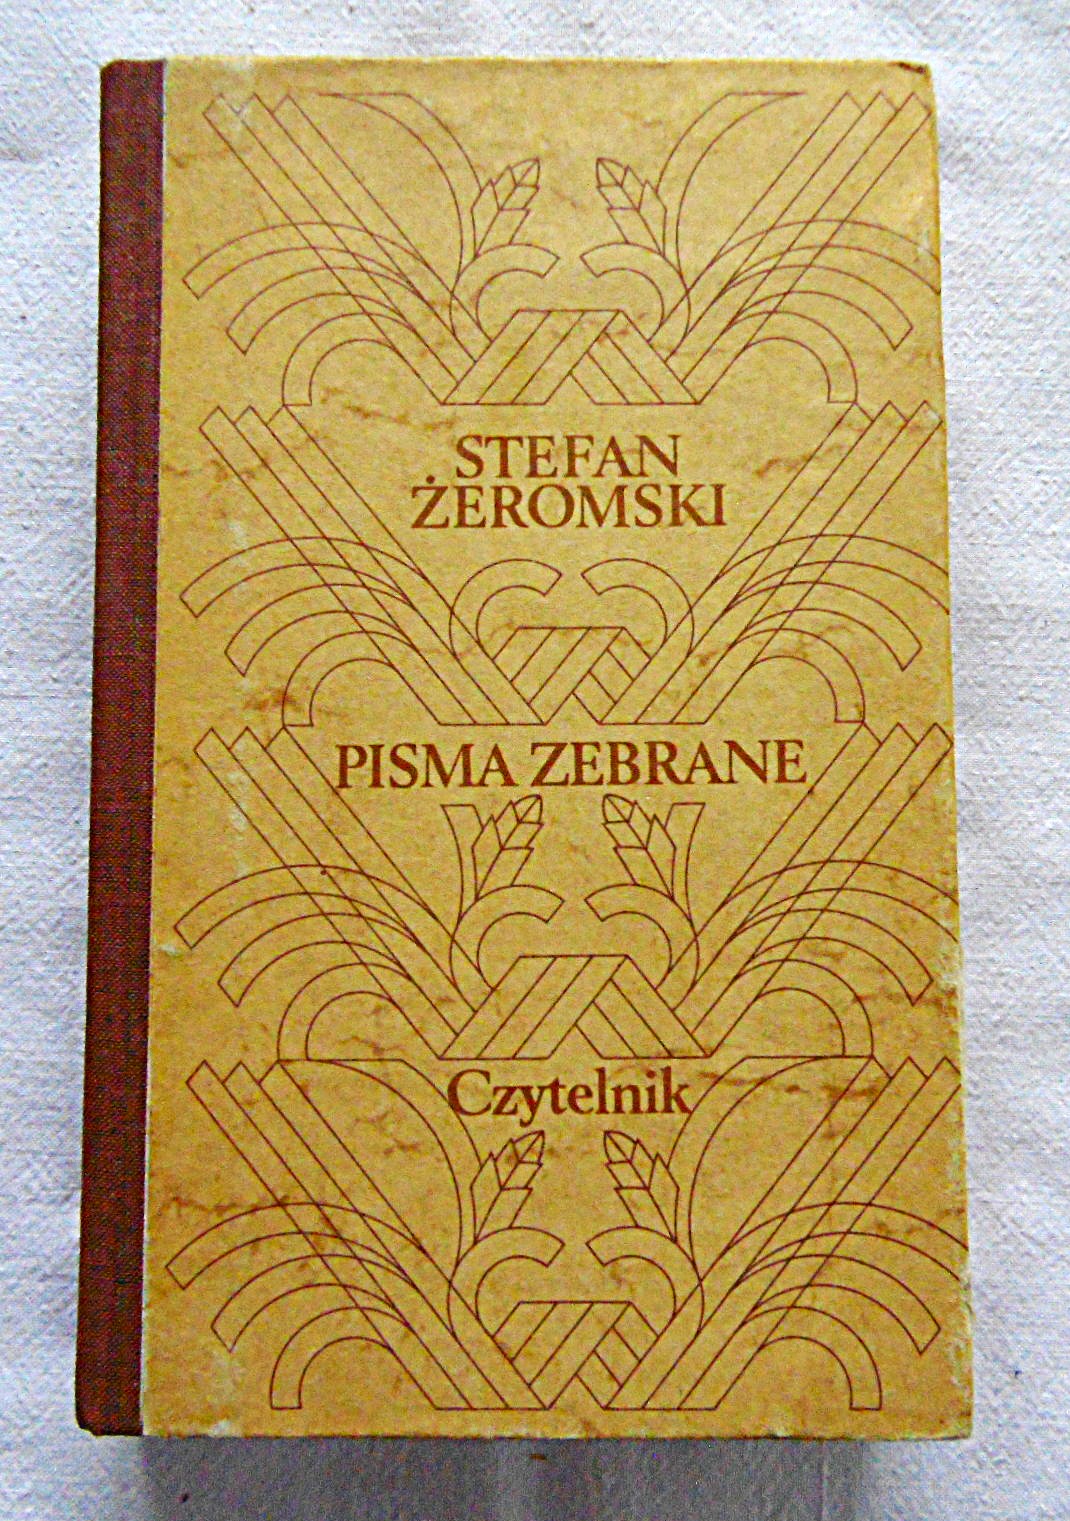 STEFAN
ŻEROMSKI
PISMA ZEBRANE
Czytelnik